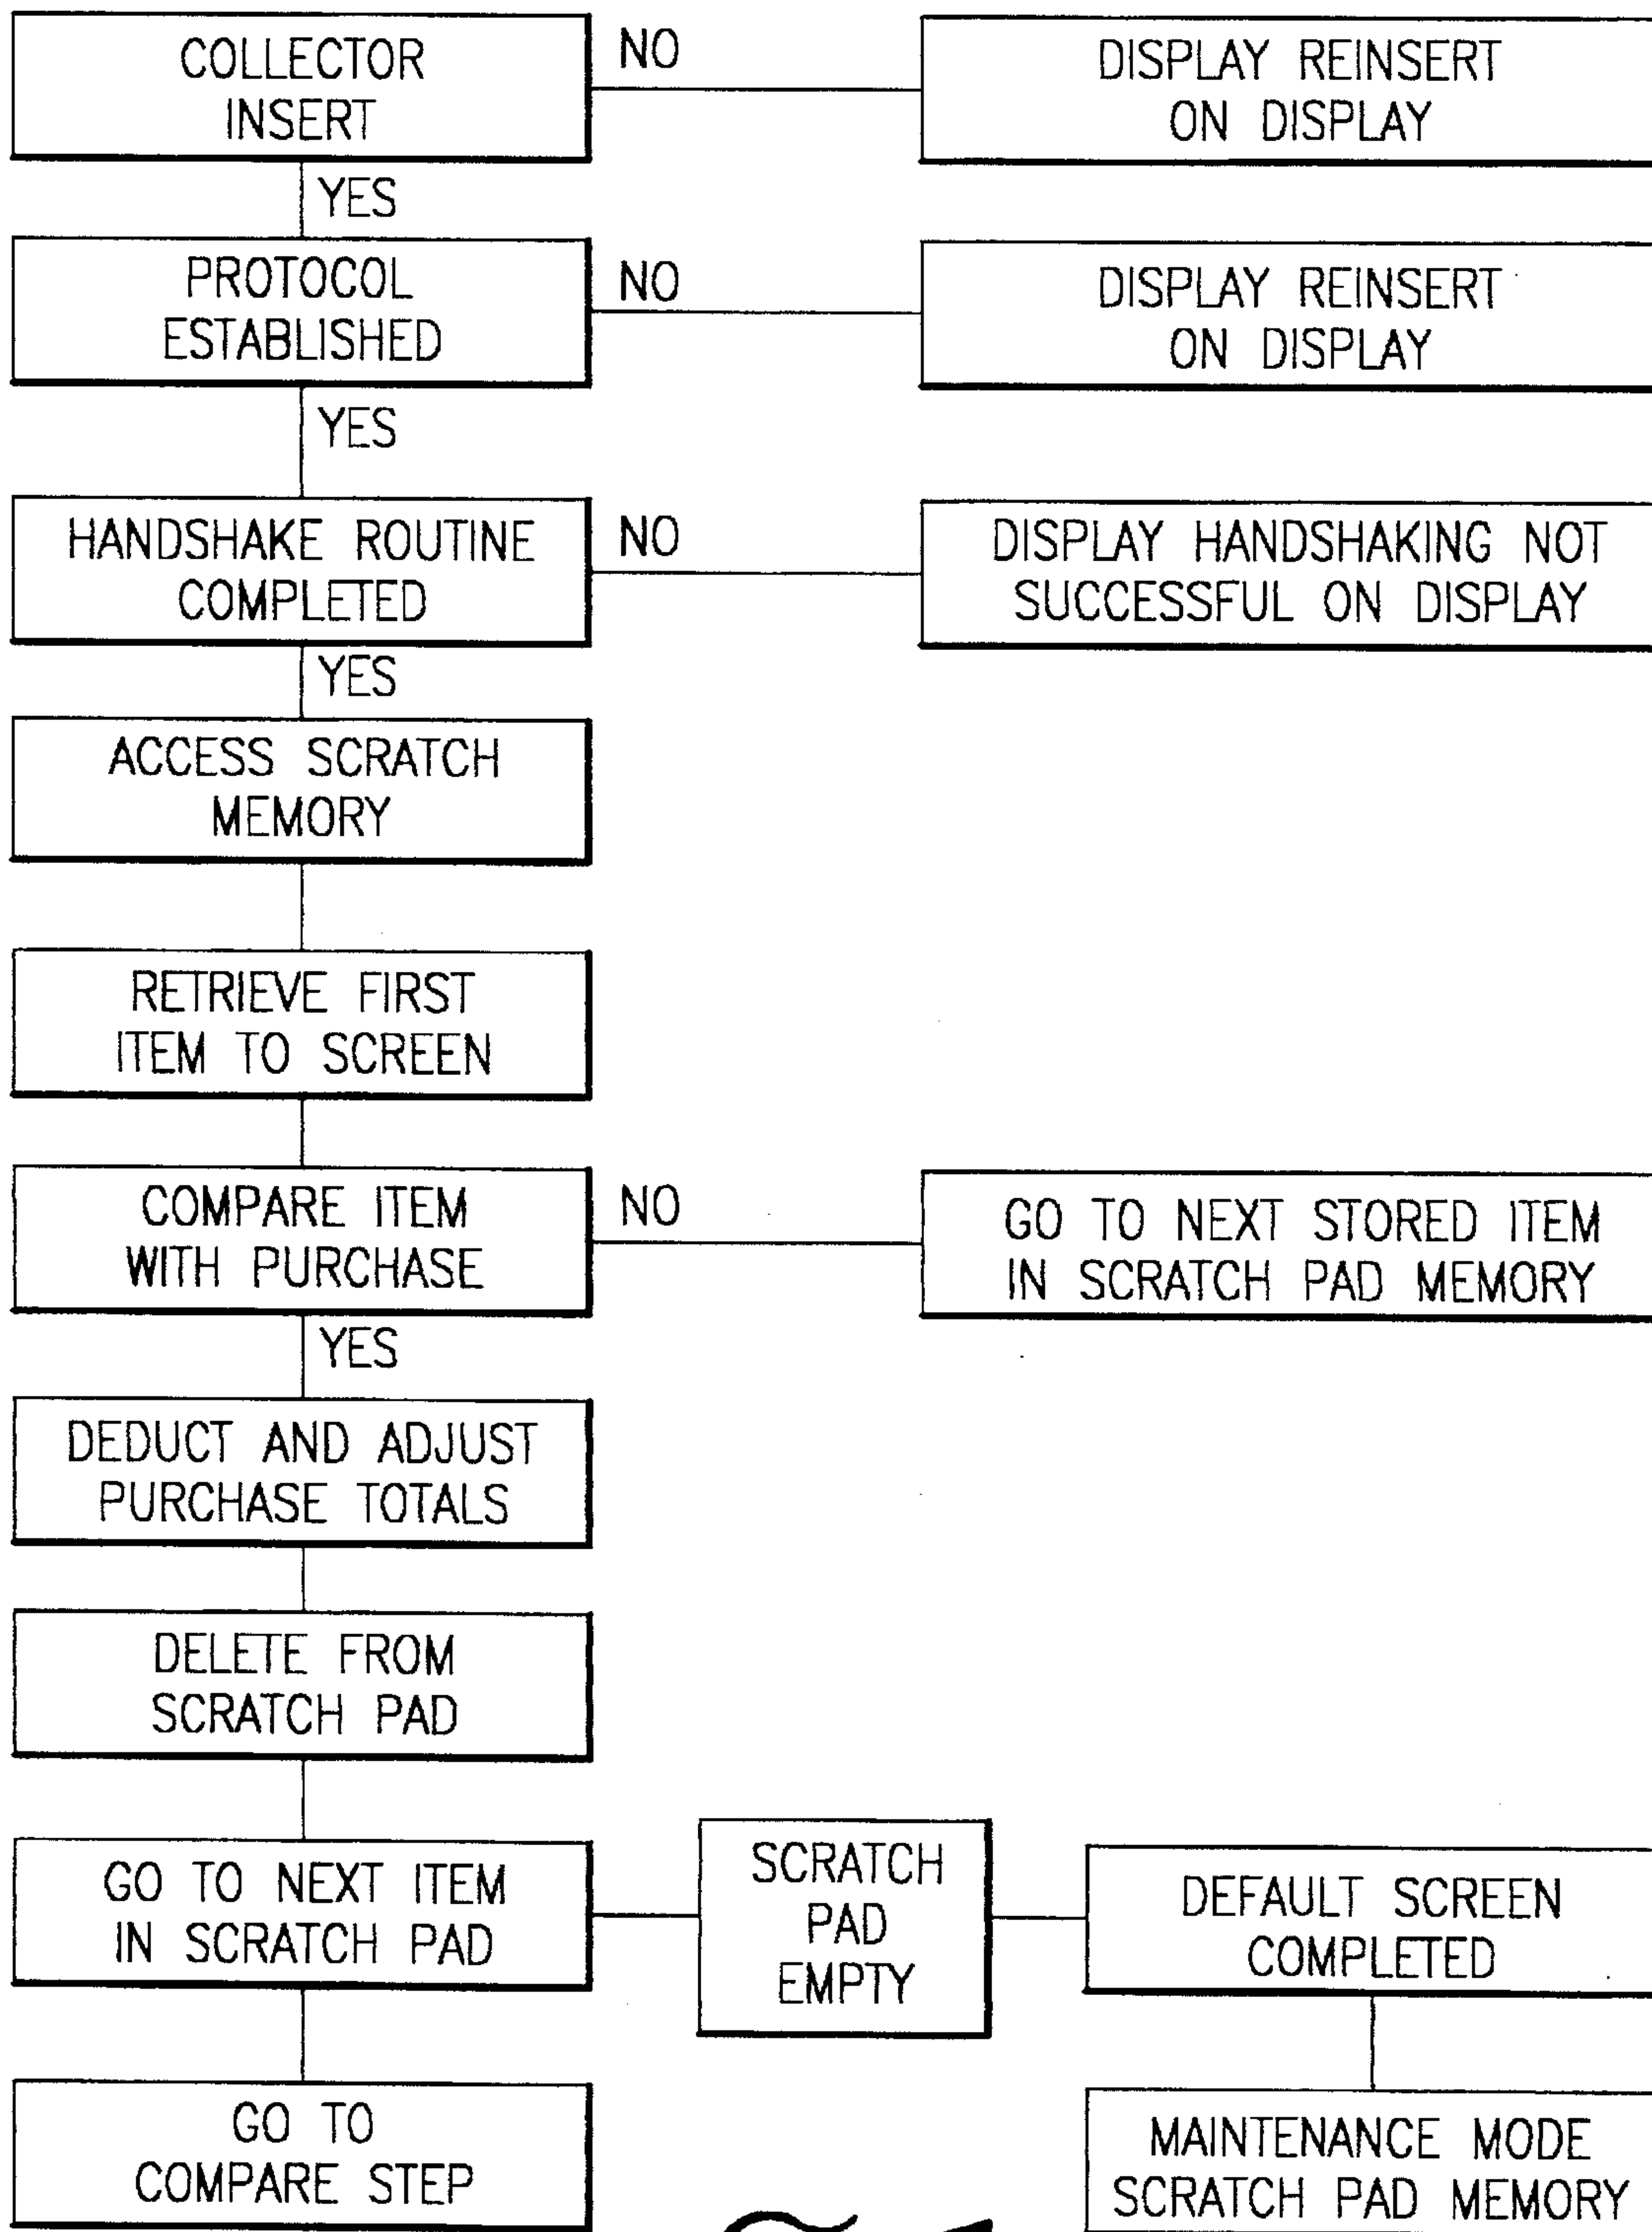 COLLECTOR
INSERT
NO
DISPLAY REINSERT
ON DISPLAY
YES
PROTOCOL
ESTABLISHED
NO
DISPLAY REINSERT
ON DISPLAY
YES
HANDSHAKE ROUTINE
COMPLETED
NO
DISPLAY HANDSHAKING NOT
SUCCESSFUL ON DISPLAY
YES
ACCESS SCRATCH
MEMORY
RETRIEVE FIRST
ITEM TO SCREEN
COMPARE ITEM
WITH PURCHASE
NO
GO TO NEXT STORED ITEM
IN SCRATCH PAD MEMORY
YES
DEDUCT AND ADJUST
PURCHASE TOTALS
DELETE FROM
SCRATCH PAD
GO TO NEXT ITEM
IN SCRATCH PAD
SCRATCH
PAD
EMPTY
DEFAULT SCREEN
COMPLETED
GO TO
COMPARE STEP
MAINTENANCE MODE
SCRATCH PAD MEMORY